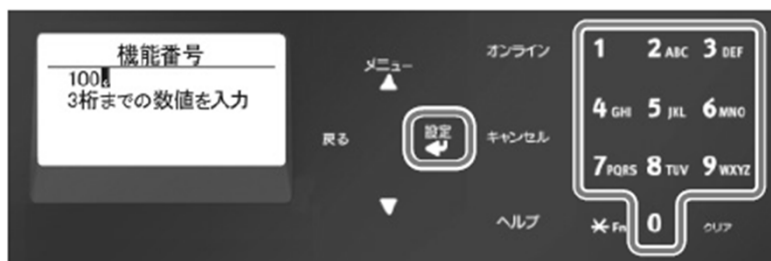 機能番号
100
3桁までの数値を入力
メニュー
戻る
設定
オンライン
キャンセル
ヘルプ
1 2 ABC 3 DEF
4 GHI 5 JKL 6 MNO
7 PQRS 8 TUV 9 WXYZ
Fn 0 クリア